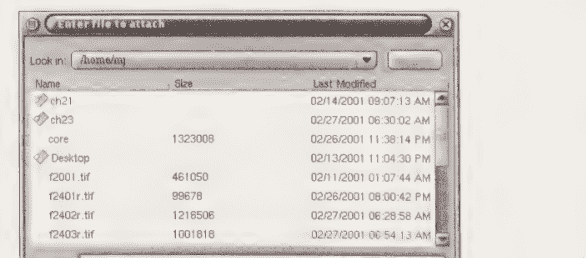 Enter file to attach
Look in: /home/mj
Name Size Last Modified
ch21 02/14/2001 09:07:13 AM
ch23 02/27/2001 06:30:02 AM
core 1323008 02/26/2001 11:38:14 PM
Desktop 02/13/2001 11:04:30 PM
f2001.tif 461050 02/11/2001 01:07:44 AM
f2401r.tif 99678 02/26/2001 08:00:42 PM
f2402r.tif 1216506 02/27/2001 06:28:58 AM
f2403r.tif 1001818 02/27/2001 06:54:13 AM